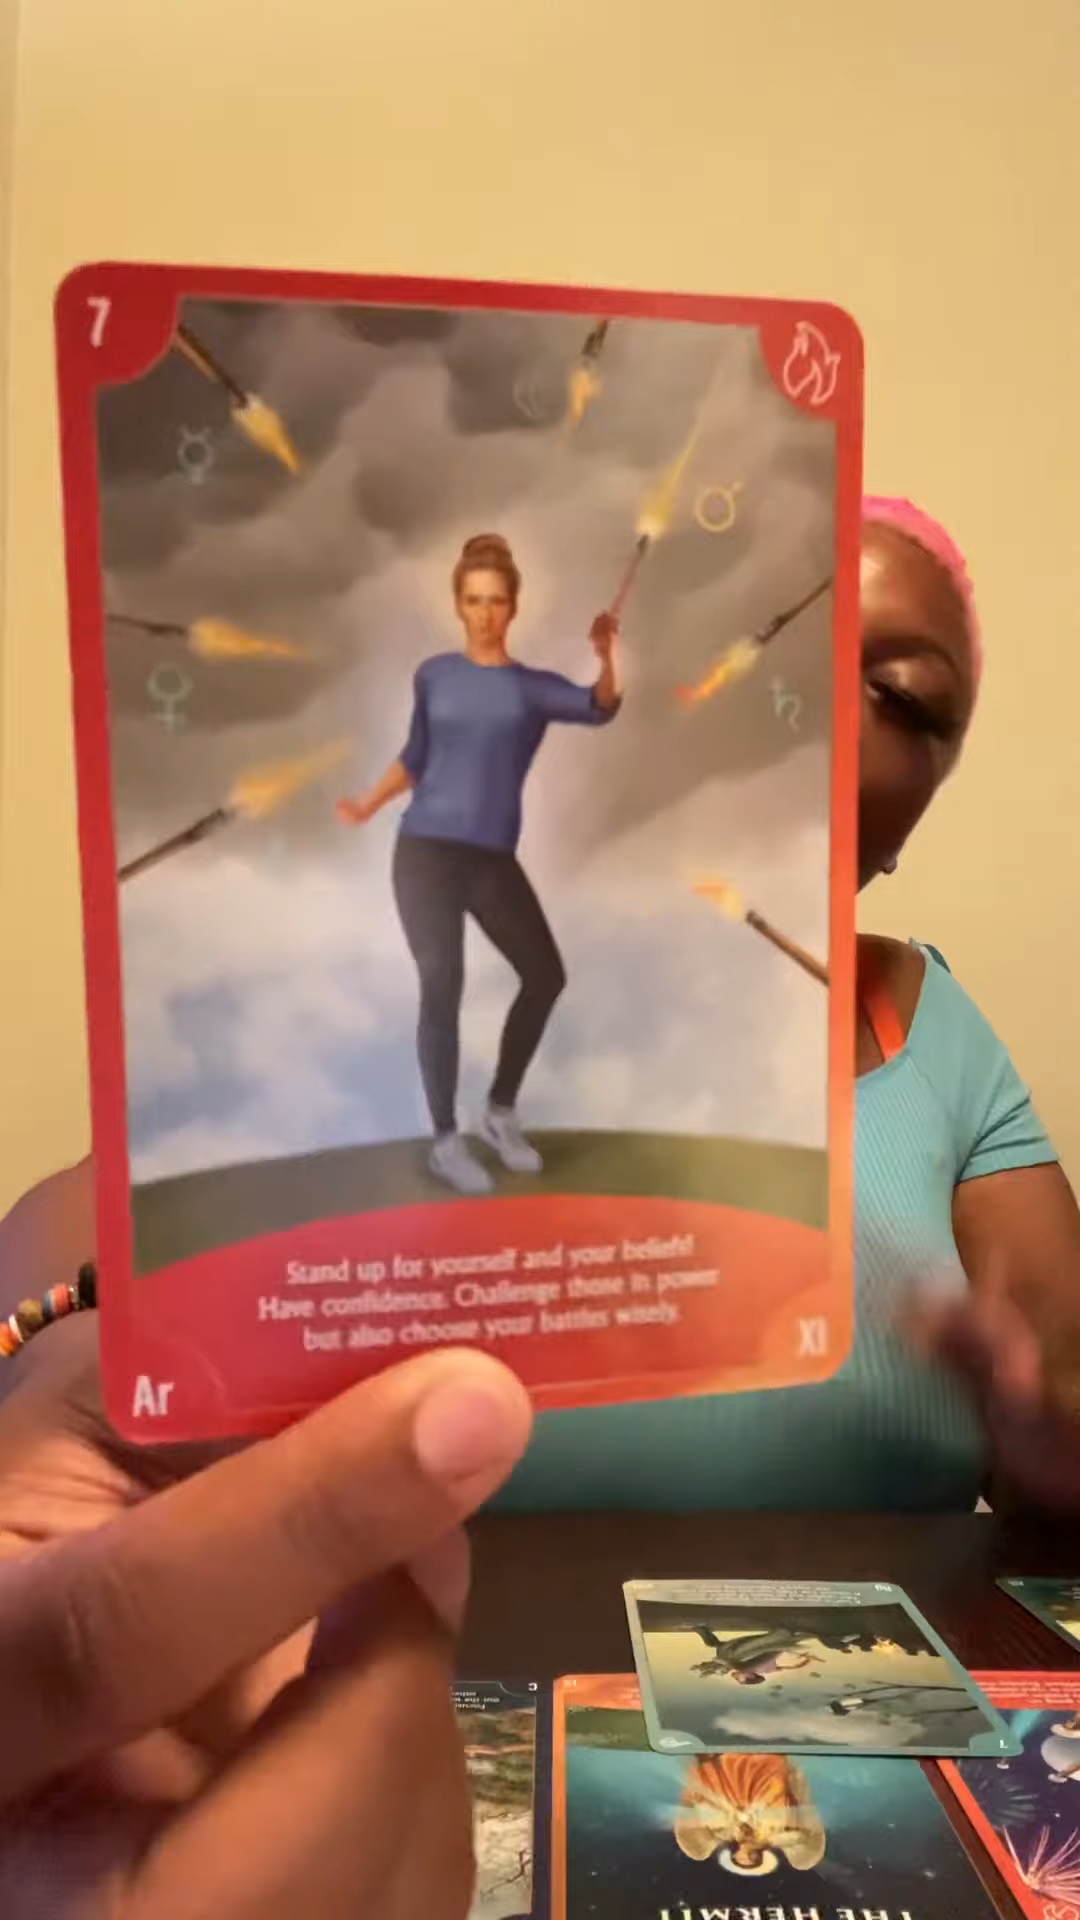 7
Stand up for yourself and your beliefs!
Have confidence. Challenge those in power
but also choose your battles wisely.
XI
Ar
THE HERMIT